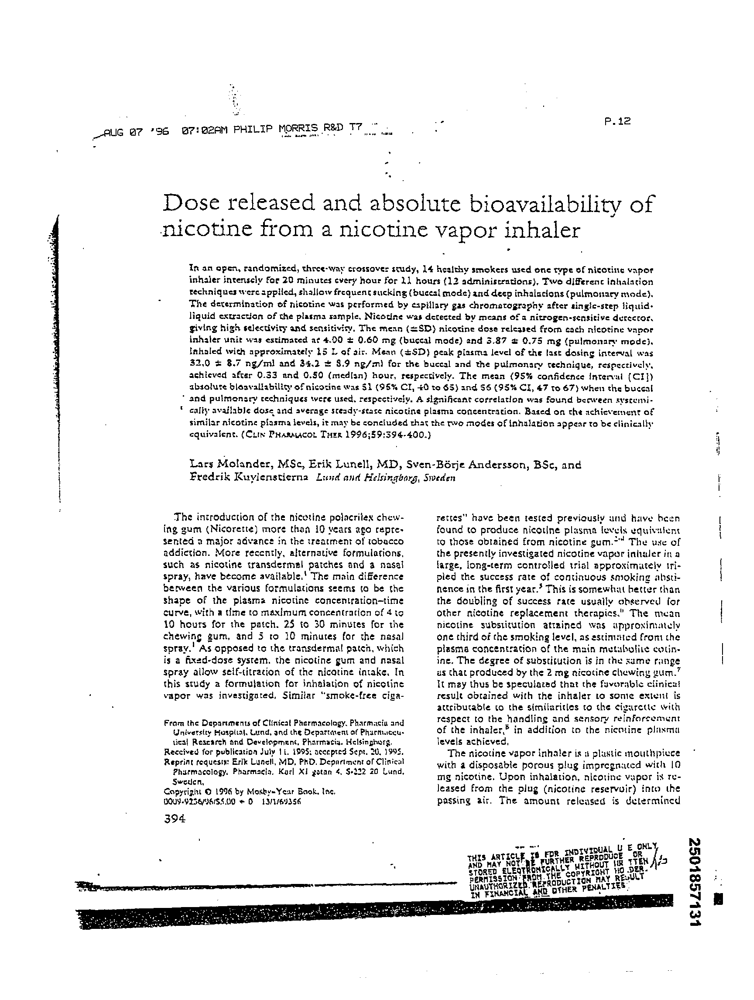 AUG 07 '96 07:02AM PHILIP MORRIS R&D T7
P.12
Dose released and absolute bioavailability of
nicotine from a nicotine vapor inhaler
In an open, randomized, three-way crossover study, 14 healthy smokers used one type of nicotine vapor
inhaler intensely for 20 minutes every hour for 11 hours (12 administrations). Two different inhalation
techniques were applied, shallow frequent sucking (buccal mode) and deep inhalations (pulmonary mode).
The determination of nicotine was performed by capillary gas chromatography after single-step liquid-
liquid extraction of the plasma sample. Nicotine was detected by means of a nitrogen-sensitive detector,
giving high selectivity and sensitivity. The mean (±SD) nicotine dose released from each nicotine vapor
inhaler unit was estimated at 4.00 ± 0.60 mg (buccal mode) and 3.87 ± 0.75 mg (pulmonary mode),
inhaled with approximately 15 L of air. Mean (±SD) peak plasma level of the last dosing interval was
32.0 ± 8.7 ng/ml and 34.2 ± 8.9 ng/ml for the buccal and the pulmonary technique, respectively,
achieved after 0.33 and 0.50 (median) hour, respectively. The mean (95% confidence interval [CI])
absolute bioavailability of nicotine was 51 (95% CI, 40 to 65) and 56 (95% CI, 47 to 67) when the buccal
and pulmonary techniques were used, respectively. A significant correlation was found between systemi-
cally available dose and average steady-state nicotine plasma concentration. Based on the achievement of
similar nicotine plasma levels, it may be concluded that the two modes of inhalation appear to be clinically
equivalent. (CLIN PHARMACOL THER 1996;59:394-400.)
Lars Molander, MSc, Erik Lunell, MD, Sven-Börje Andersson, BSc, and
Fredrik Kuylenstierna Lund and Helsingborg, Sweden
The introduction of the nicotine polacrilex chew-
ing gum (Nicorette) more than 10 years ago repre-
sented a major advance in the treatment of tobacco
addiction. More recently, alternative formulations,
such as nicotine transdermal patches and a nasal
spray, have become available.¹ The main difference
between the various formulations seems to be the
shape of the plasma nicotine concentration–time
curve, with a time to maximum concentration of 4 to
10 hours for the patch, 25 to 30 minutes for the
chewing gum, and 5 to 10 minutes for the nasal
spray.¹ As opposed to the transdermal patch, which
is a fixed-dose system, the nicotine gum and nasal
spray allow self-titration of the nicotine intake. In
this study a formulation for inhalation of nicotine
vapor was investigated. Similar "smoke-free ciga-
From the Departments of Clinical Pharmacology, Pharmacia and
University Hospital, Lund, and the Department of Pharmaceu-
tical Research and Development, Pharmacia, Helsingborg.
Received for publication July 11, 1995; accepted Sept. 20, 1995.
Reprint requests: Erik Lunell, MD, PhD, Department of Clinical
Pharmacology, Pharmacia, Karl XI gatan 4, S-222 20 Lund,
Sweden.
Copyright © 1996 by Mosby–Year Book, Inc.
0009-9236/96/$5.00 + 0 13/1/69356
394
rettes" have been tested previously and have been
found to produce nicotine plasma levels equivalent
to those obtained from nicotine gum.²⁻⁴ The use of
the presently investigated nicotine vapor inhaler in a
large, long-term controlled trial approximately tri-
pled the success rate of continuous smoking absti-
nence in the first year.⁵ This is somewhat better than
the doubling of success rate usually observed for
other nicotine replacement therapies.⁶ The mean
nicotine substitution attained was approximately
one third of the smoking level, as estimated from the
plasma concentration of the main metabolite cotin-
ine. The degree of substitution is in the same range
as that produced by the 2 mg nicotine chewing gum.⁷
It may thus be speculated that the favorable clinical
result obtained with the inhaler to some extent is
attributable to the similarities to the cigarette with
respect to the handling and sensory reinforcement
of the inhaler,⁸ in addition to the nicotine plasma
levels achieved.
The nicotine vapor inhaler is a plastic mouthpiece
with a disposable porous plug impregnated with 10
mg nicotine. Upon inhalation, nicotine vapor is re-
leased from the plug (nicotine reservoir) into the
passing air. The amount released is determined
THIS ARTICLE IS FOR INDIVIDUAL U E ONLY
AND MAY NOT BE FURTHER REPRODUCE OR
STORED ELECTRONICALLY WITHOUT WR TTEN
PERMISSION FROM THE COPYRIGHT HO DER.
UNAUTHORIZED REPRODUCTION MAY RESULT
IN FINANCIAL AND OTHER PENALTIES
2501857131